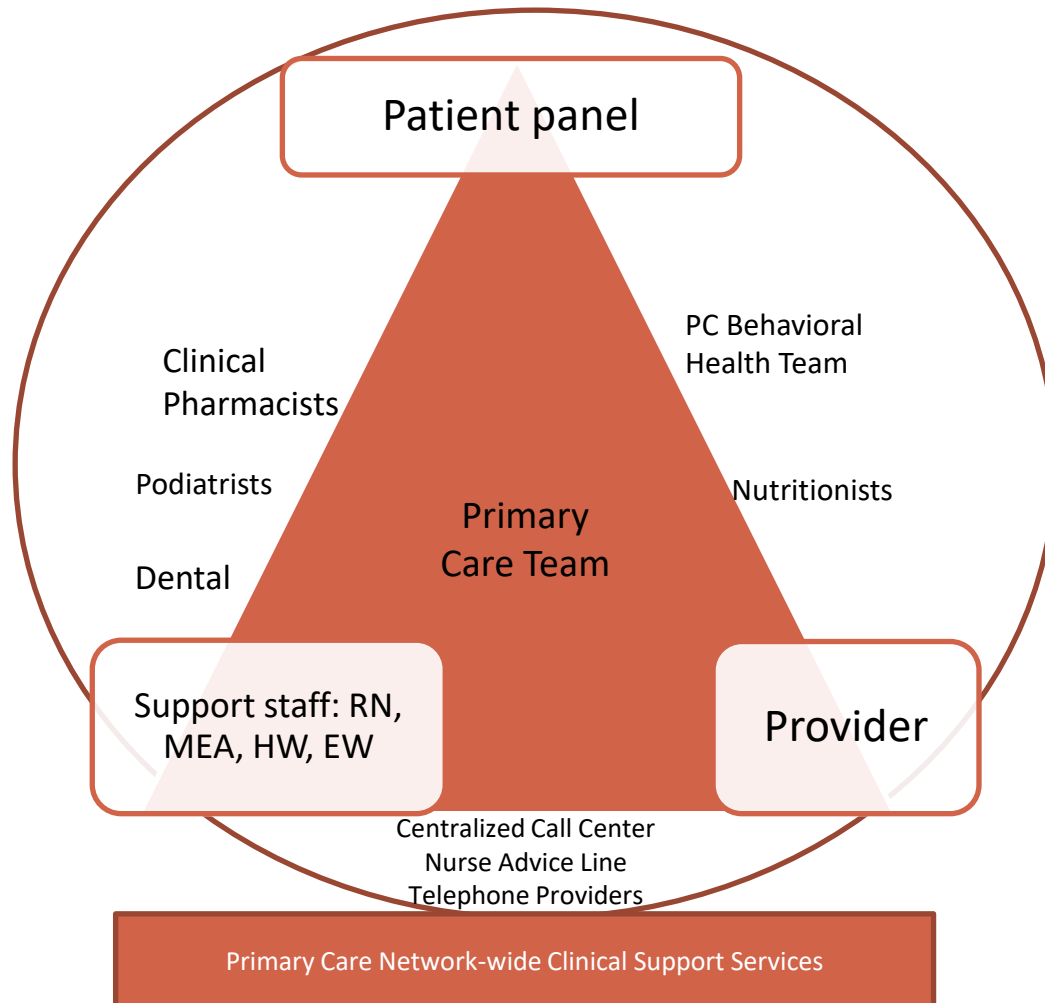 Patient panel
PC Behavioral
Health Team
Clinical
Pharmacists
Podiatrists
Nutritionists
Primary
Care Team
Dental
Support staff: RN,
MEA, HW, EW
Provider
Centralized Call Center
Nurse Advice Line
Telephone Providers
Primary Care Network-wide Clinical Support Services